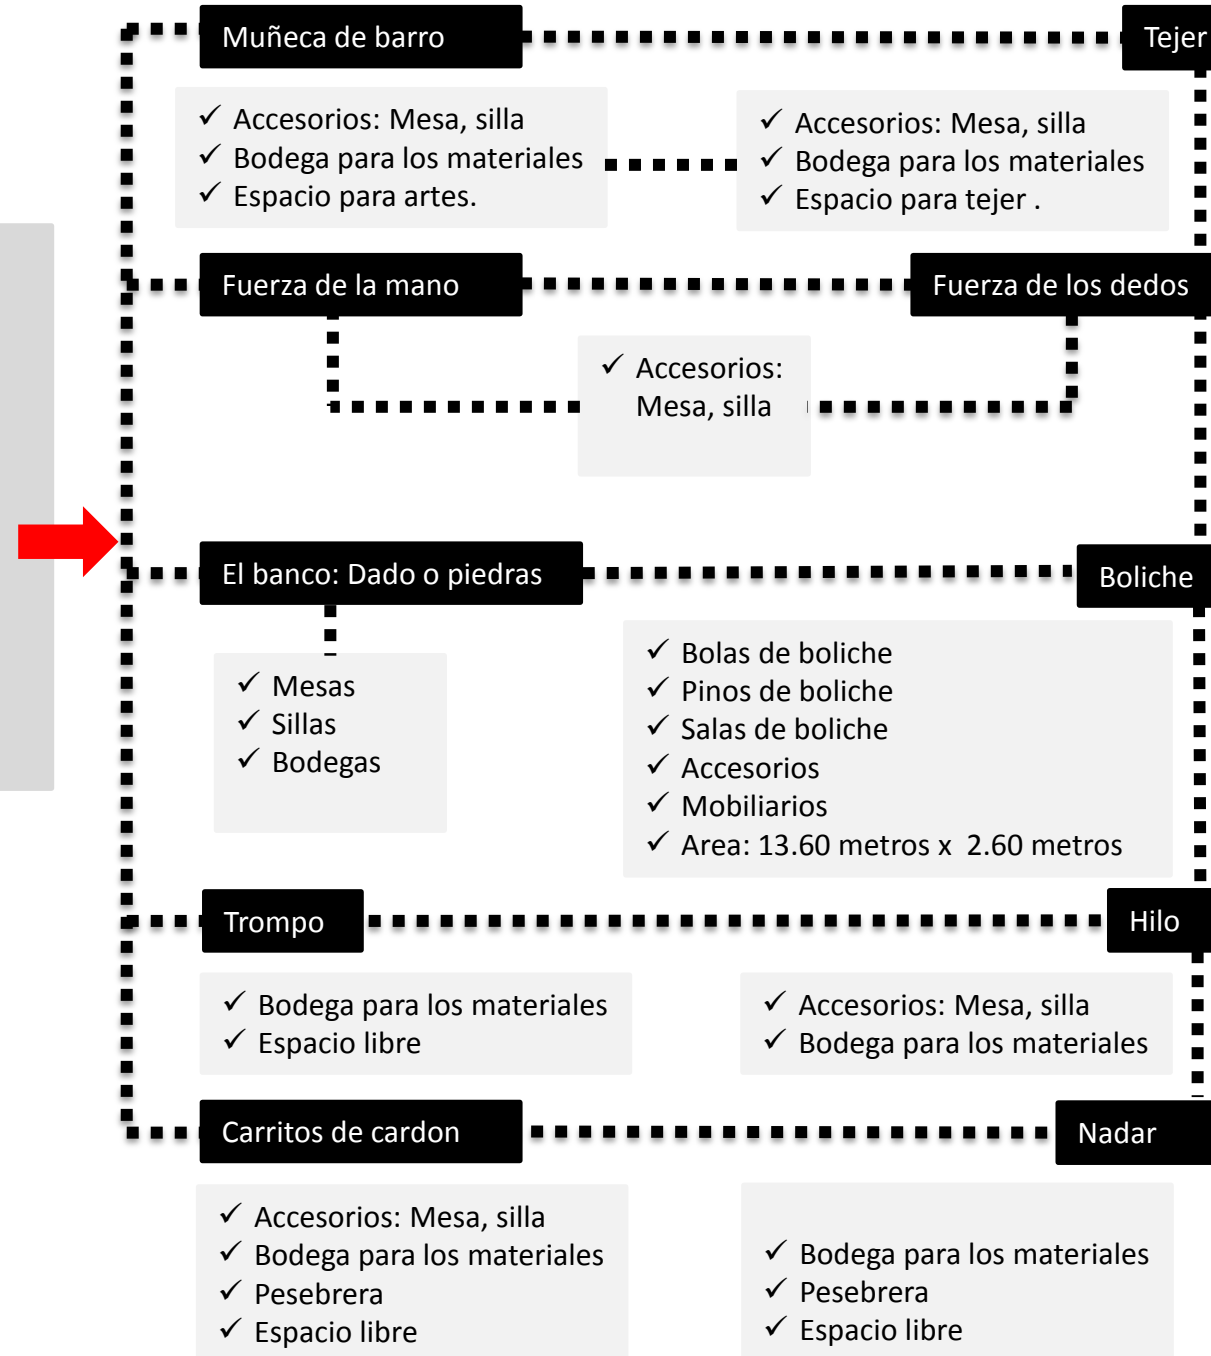 Muñeca de barro
Tejer
✓ Accesorios: Mesa, silla
✓ Bodega para los materiales
✓ Espacio para artes.
✓ Accesorios: Mesa, silla
✓ Bodega para los materiales
✓ Espacio para tejer .
Fuerza de la mano
Fuerza de los dedos
✓ Accesorios:
Mesa, silla
El banco: Dado o piedras
Boliche
✓ Mesas
✓ Sillas
✓ Bodegas
✓ Bolas de boliche
✓ Pinos de boliche
✓ Salas de boliche
✓ Accesorios
✓ Mobiliarios
✓ Area: 13.60 metros x 2.60 metros
Trompo
Hilo
✓ Bodega para los materiales
✓ Espacio libre
✓ Accesorios: Mesa, silla
✓ Bodega para los materiales
Carritos de cardon
Nadar
✓ Accesorios: Mesa, silla
✓ Bodega para los materiales
✓ Pesebrera
✓ Espacio libre
✓ Bodega para los materiales
✓ Pesebrera
✓ Espacio libre